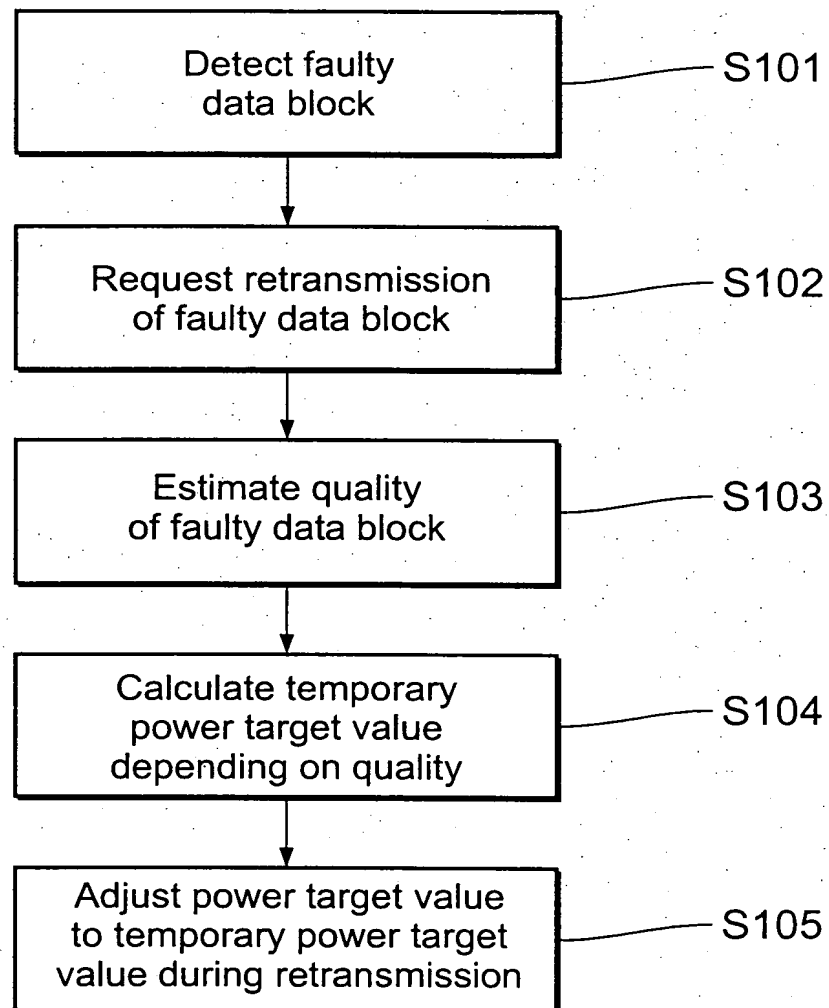 Detect faulty
data block
S101
Request retransmission
of faulty data block
S102
Estimate quality
of faulty data block
S103
Calculate temporary
power target value
depending on quality
S104
Adjust power target value
to temporary power target
value during retransmission
S105